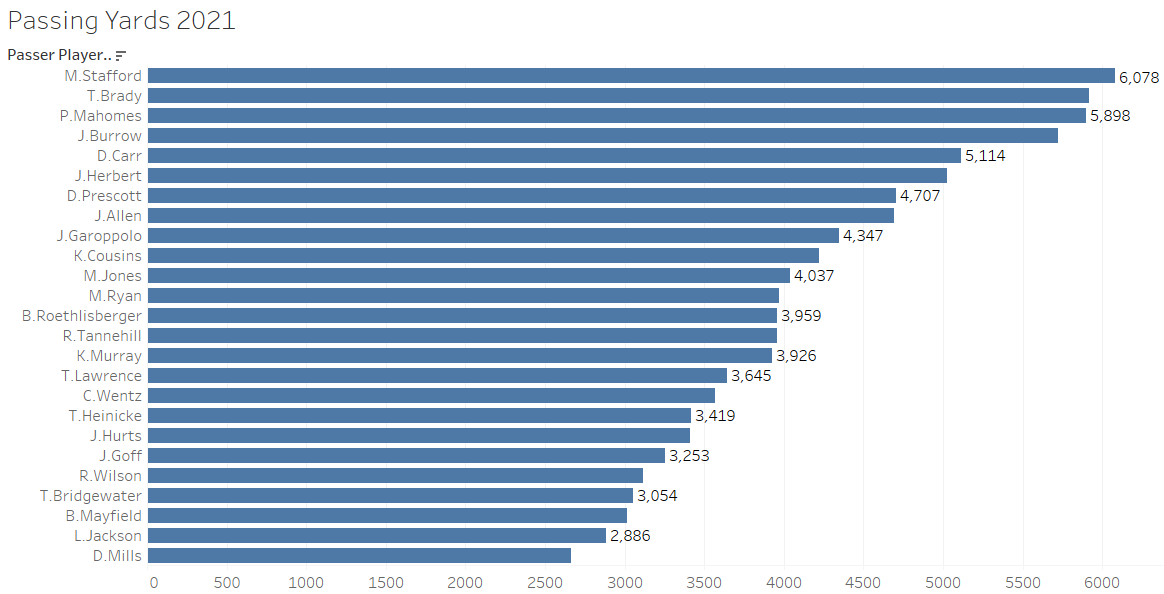 Passing Yards 2021
Passer Player..
M.Stafford 6,078
T.Brady
P.Mahomes 5,898
J.Burrow
D.Carr 5,114
J.Herbert
D.Prescott 4,707
J.Allen
J.Garoppolo 4,347
K.Cousins
M.Jones 4,037
M.Ryan
B.Roethlisberger 3,959
R.Tannehill
K.Murray 3,926
T.Lawrence 3,645
C.Wentz
T.Heinicke 3,419
J.Hurts
J.Goff 3,253
R.Wilson
T.Bridgewater 3,054
B.Mayfield
L.Jackson 2,886
D.Mills
0 500 1000 1500 2000 2500 3000 3500 4000 4500 5000 5500 6000